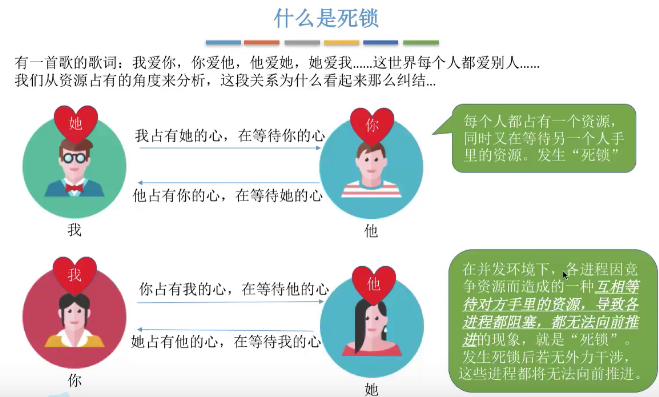 什么是死锁
有一首歌的歌词：我爱你，你爱他，他爱她，她爱我……这世界每个人都爱别人……
我们从资源占有的角度来分析，这段关系为什么看起来那么纠结…
她
我占有她的心，在等待你的心
他占有你的心，在等待她的心
你
我
他
每个人都占有一个资源，
同时又在等待另一个人手
里的资源。发生“死锁”
我
你占有我的心，在等待他的心
她占有他的心，在等待我的心
他
你
她
在并发环境下，各进程因竞
争资源而造成的一种互相等
待对方手里的资源，导致各
进程都阻塞，都无法向前推
进的现象，就是“死锁”。
发生死锁后若无外力干涉，
这些进程都将无法向前推进。